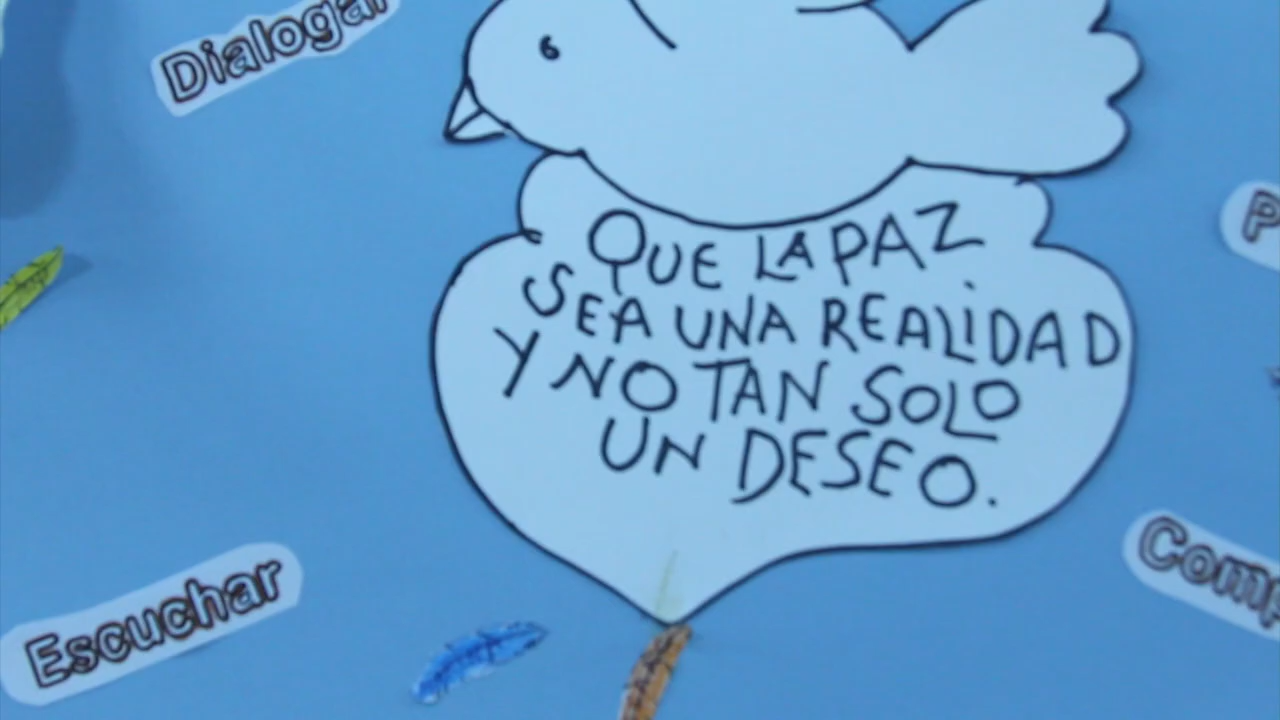 Dialogar
QUE LA PAZ
SEA UNA REALIDAD
Y NO TAN SOLO
UN DESEO.
Escuchar